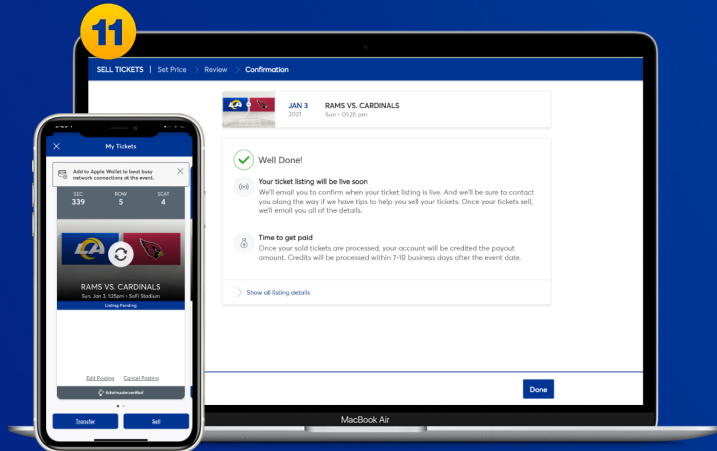 11
SELL TICKETS | Set Price > Review > Confirmation
JAN 3 RAMS VS. CARDINALS
2021 Sun • 01:25 pm
Well Done!
Your ticket listing will be live soon
We'll email you to confirm when your ticket listing is live. And we'll be sure to contact
you along the way if we have tips to help you sell your tickets. Once your tickets sell,
we'll email you all of the details.
Time to get paid
Once your sold tickets are processed, your account will be credited the payout
amount. Credits will be processed within 7-10 business days after the event date.
Show all listing details
Done
MacBook Air
My Tickets
Add to Apple Wallet to beat busy
network connections at the event.
SEC ROW SEAT
339 5 4
RAMS VS. CARDINALS
Sun, Jan 3, 1:25pm • SoFi Stadium
Listing Pending
Edit Posting Cancel Posting
ticketmaster verified
Transfer Sell